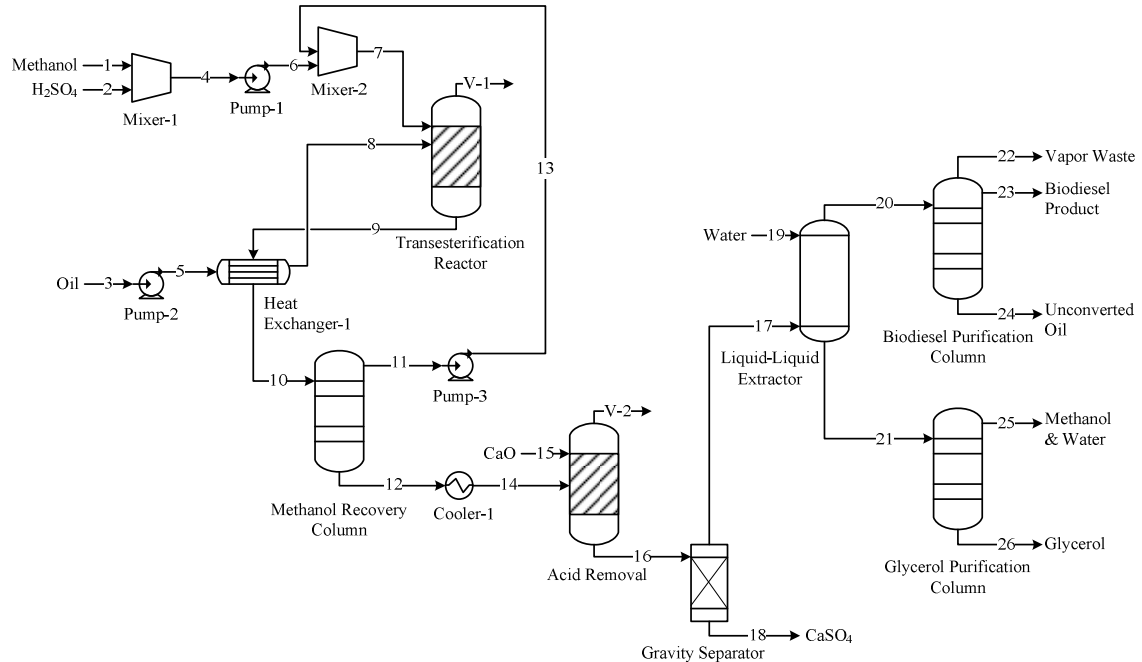 Methanol
1
H₂SO₄
2
Mixer-1
4
Pump-1
6
Mixer-2
7
V-1
8
13
9
Transesterification
Reactor
Oil
3
Pump-2
5
Heat
Exchanger-1
10
11
Pump-3
12
Methanol Recovery
Column
Cooler-1
14
CaO
15
V-2
Acid Removal
16
Gravity Separator
17
18
CaSO₄
Water
19
Liquid-Liquid
Extractor
20
21
22
Vapor Waste
23
Biodiesel
Product
24
Unconverted
Oil
Biodiesel Purification
Column
25
Methanol
& Water
26
Glycerol
Glycerol Purification
Column